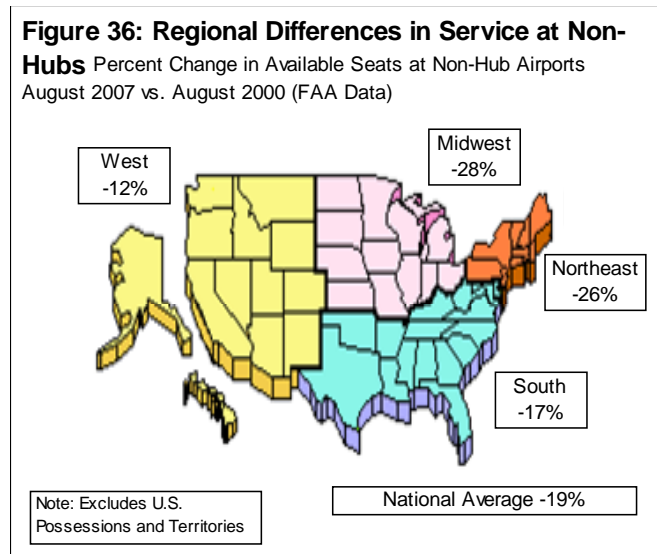 Figure 36: Regional Differences in Service at Non-
Hubs Percent Change in Available Seats at Non-Hub Airports
August 2007 vs. August 2000 (FAA Data)
Midwest
-28%
West
-12%
Northeast
-26%
South
-17%
Note: Excludes U.S.
Possessions and Territories
National Average -19%